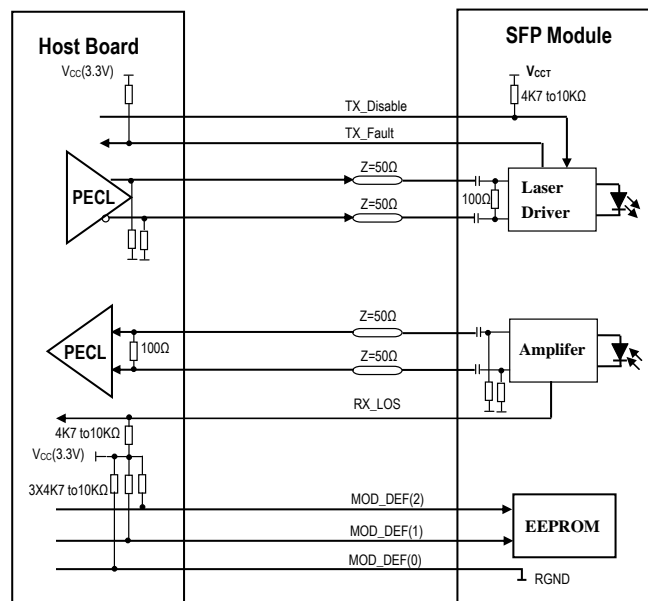 Host Board
SFP Module
VCC(3.3V)
VCCT
4K7 to10KΩ
TX_Disable
TX_Fault
Z=50Ω
PECL
Laser
Driver
100Ω
Z=50Ω
Z=50Ω
PECL
100Ω
Z=50Ω
Amplifer
RX_LOS
4K7 to10KΩ
VCC(3.3V)
3X4K7 to10KΩ
MOD_DEF(2)
EEPROM
MOD_DEF(1)
MOD_DEF(0)
RGND